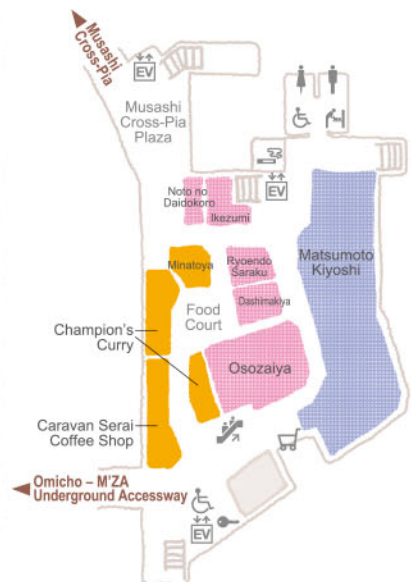 Musashi
Cross-Pia
EV
Musashi
Cross-Pia
Plaza
EV
Noto no
Daidokoro
Ikezumi
Matsumoto
Kiyoshi
Minatoya
Ryoendo
Saraku
Dashimakiya
Food
Court
Champion's
Curry
Osozaiya
Caravan Serai
Coffee Shop
Omicho – M'ZA
Underground Accessway
EV